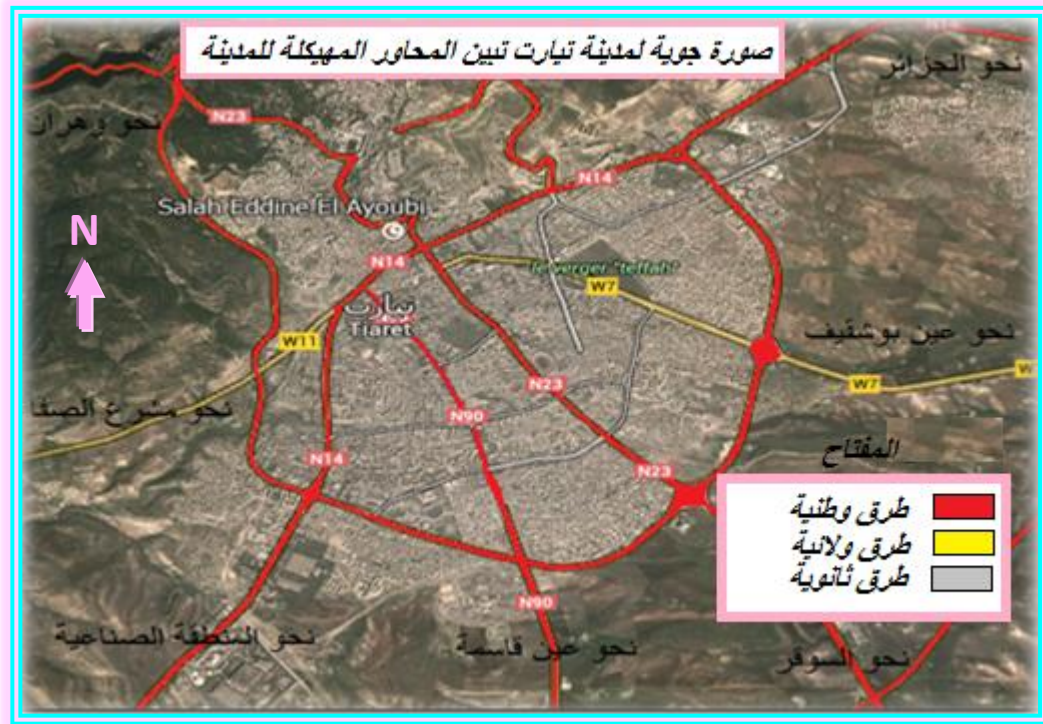 صورة جوية لمدينة تيارت تبين المحاور المهيكلة للمدينة
نحو الجزائر
نحو وهران
N23
N14
Salah Eddine El Ayoubi
N
N14
le verger "teffah"
W7
تيارت
Tiaret
W11
نحو عين بوشقيف
W7
W
N23
نحو مشرع الصفا
N90
N14
N23
المفتاح
طرق وطنية
طرق ولائية
طرق ثانوية
N90
نحو المنطقة الصناعية
نحو عين قاسمة
نحو السوقر